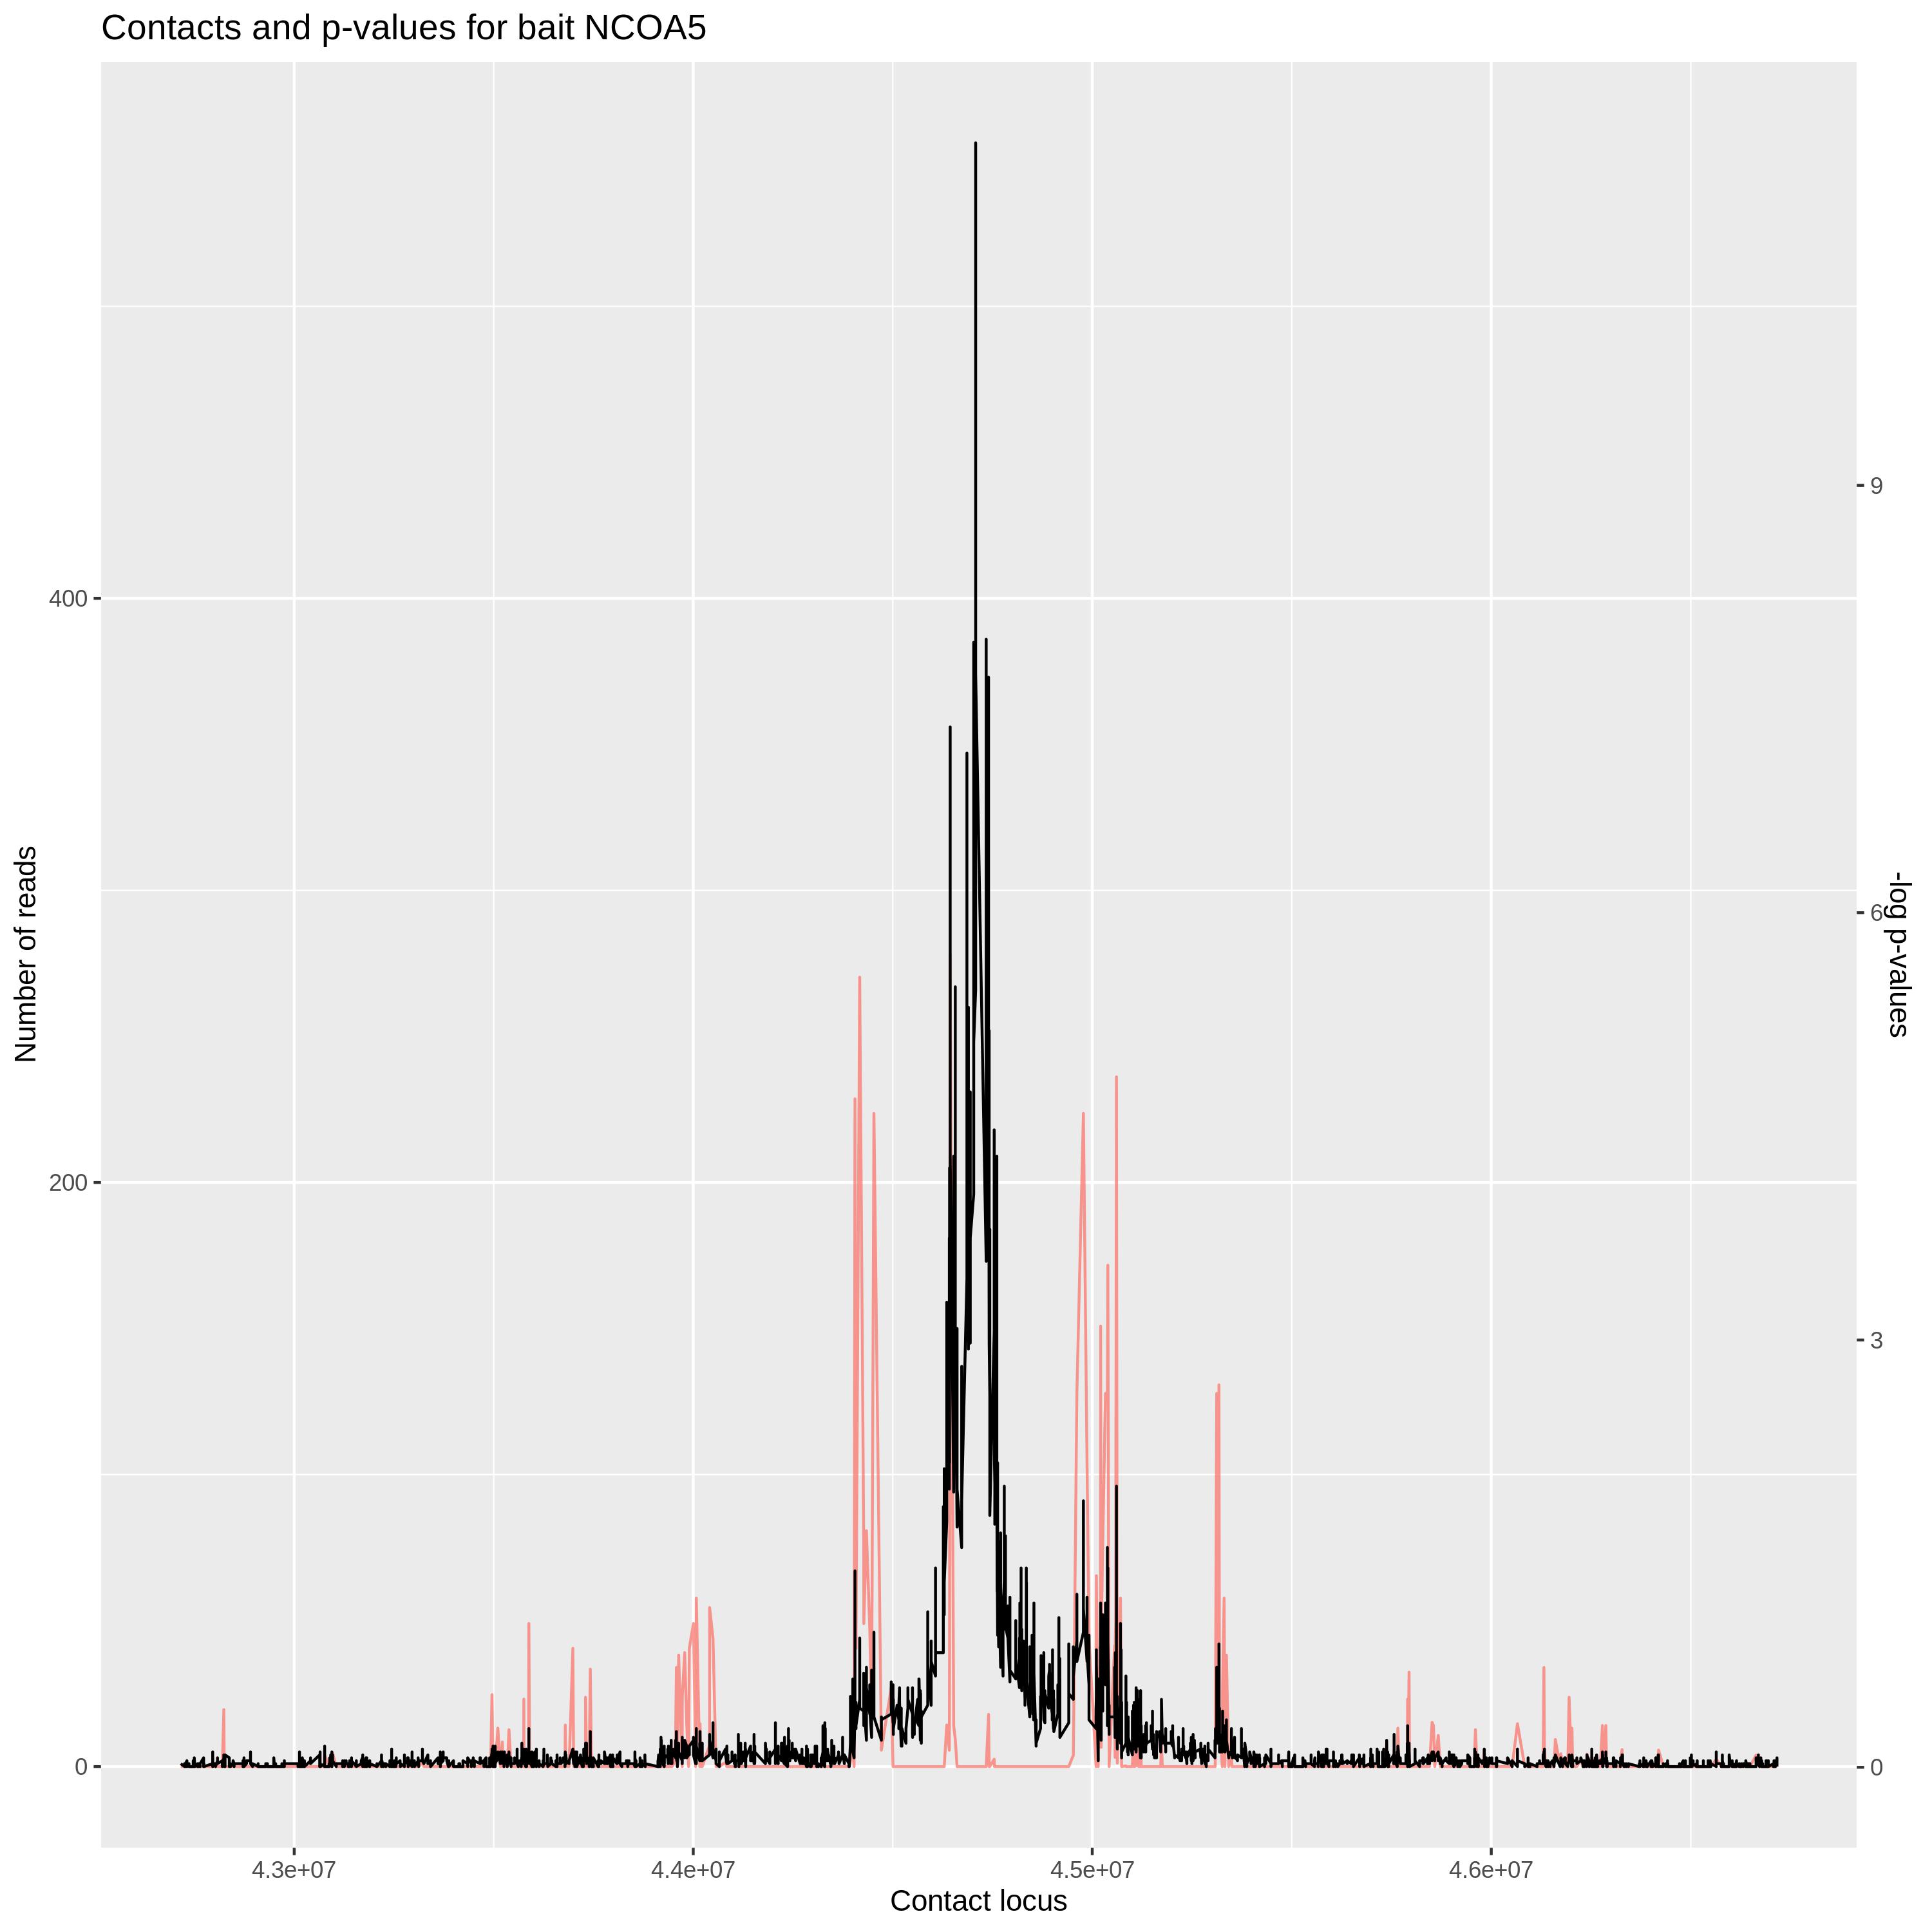 Contacts and p-values for bait NCOA5
Number of reads
400
200
0
9
6
3
0
-log p-values
4.3e+07 4.4e+07 4.5e+07 4.6e+07
Contact locus